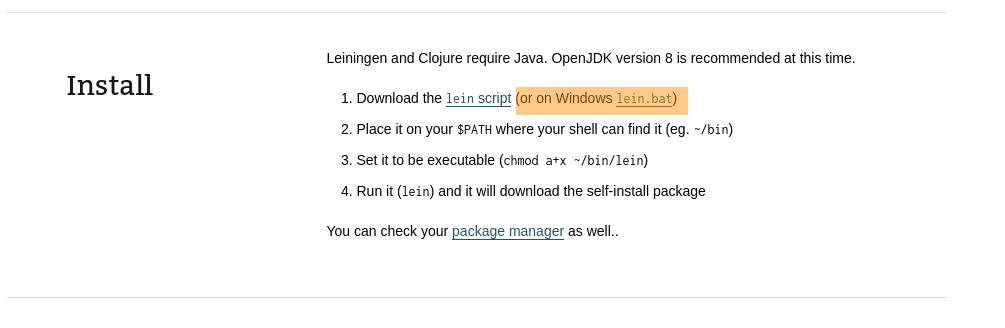 Install
Leiningen and Clojure require Java. OpenJDK version 8 is recommended at this time.
1. Download the lein script (or on Windows lein.bat)
2. Place it on your $PATH where your shell can find it (eg. ~/bin)
3. Set it to be executable (chmod a+x ~/bin/lein)
4. Run it (lein) and it will download the self-install package
You can check your package manager as well..